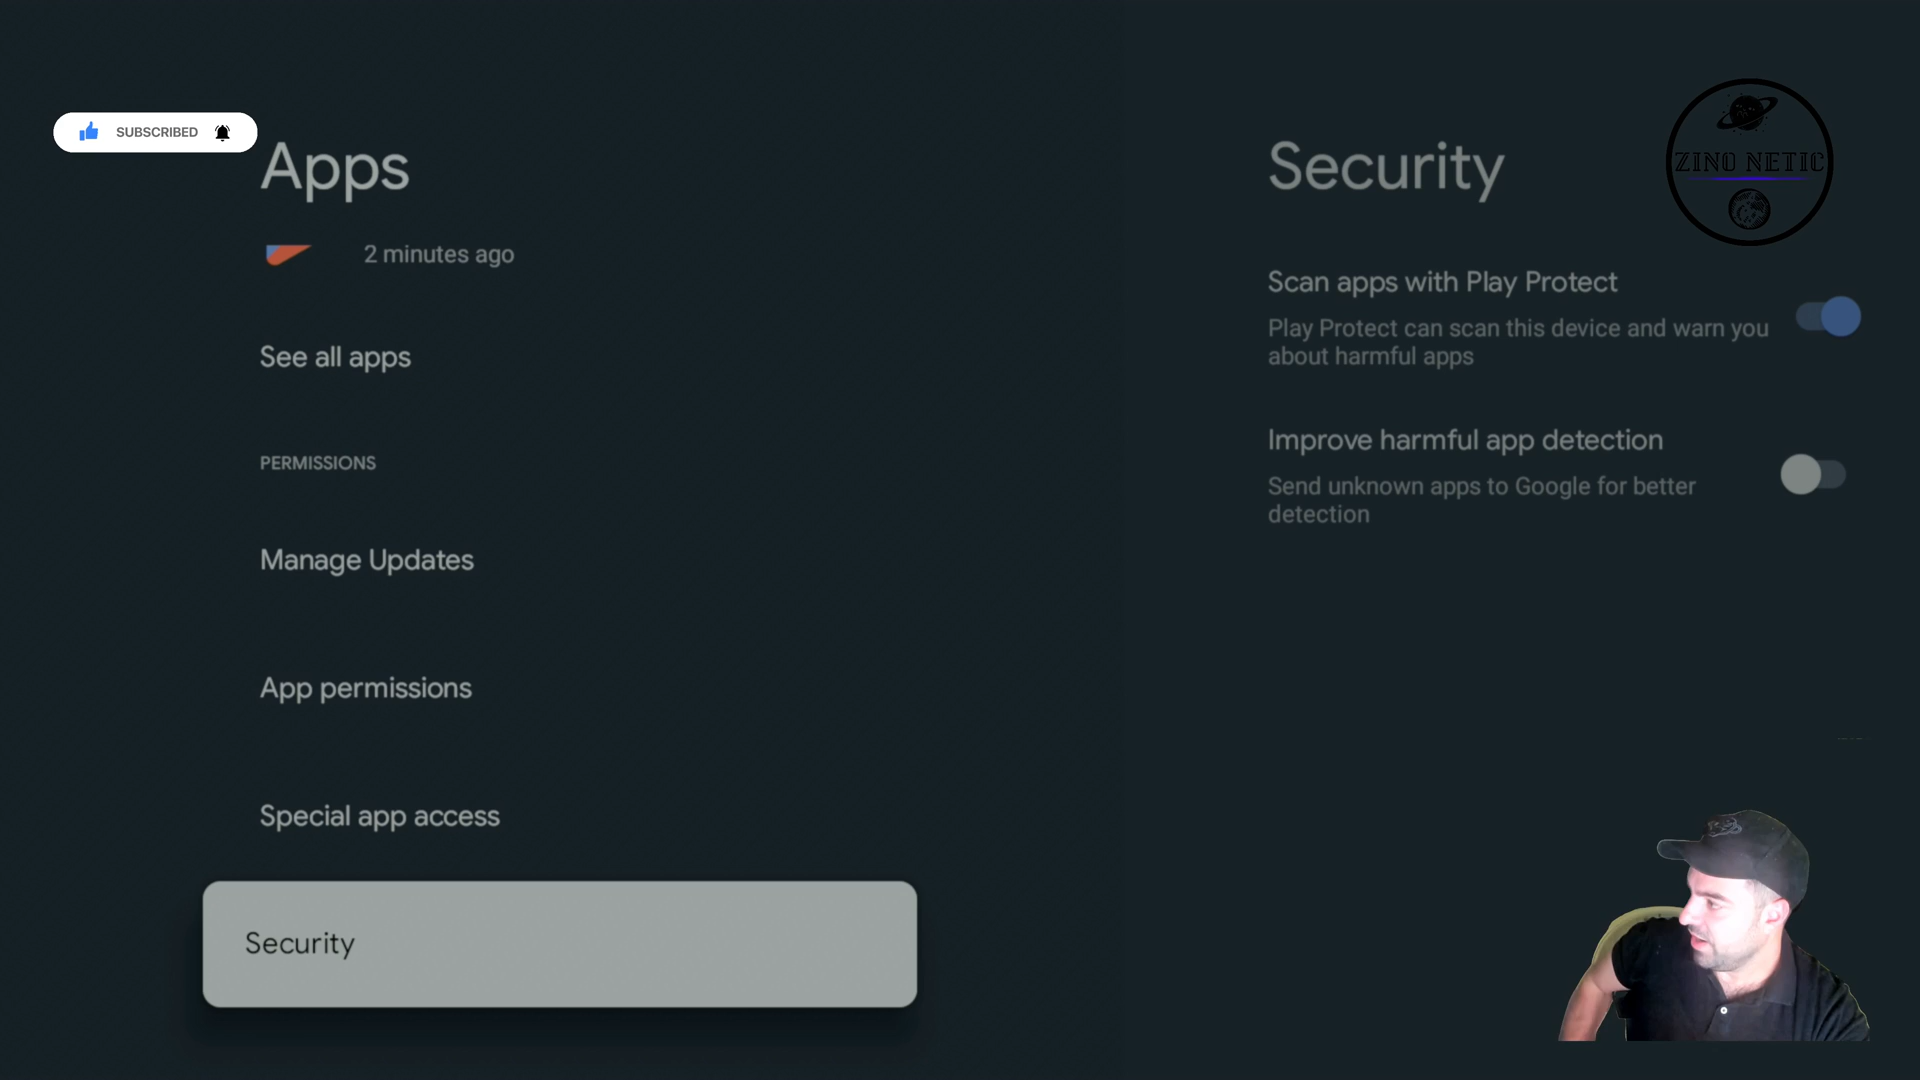 SUBSCRIBED
Apps
2 minutes ago
See all apps
PERMISSIONS
Manage Updates
App permissions
Special app access
Security
Security
ZINO NETIC
Scan apps with Play Protect
Play Protect can scan this device and warn you
about harmful apps
Improve harmful app detection
Send unknown apps to Google for better
detection